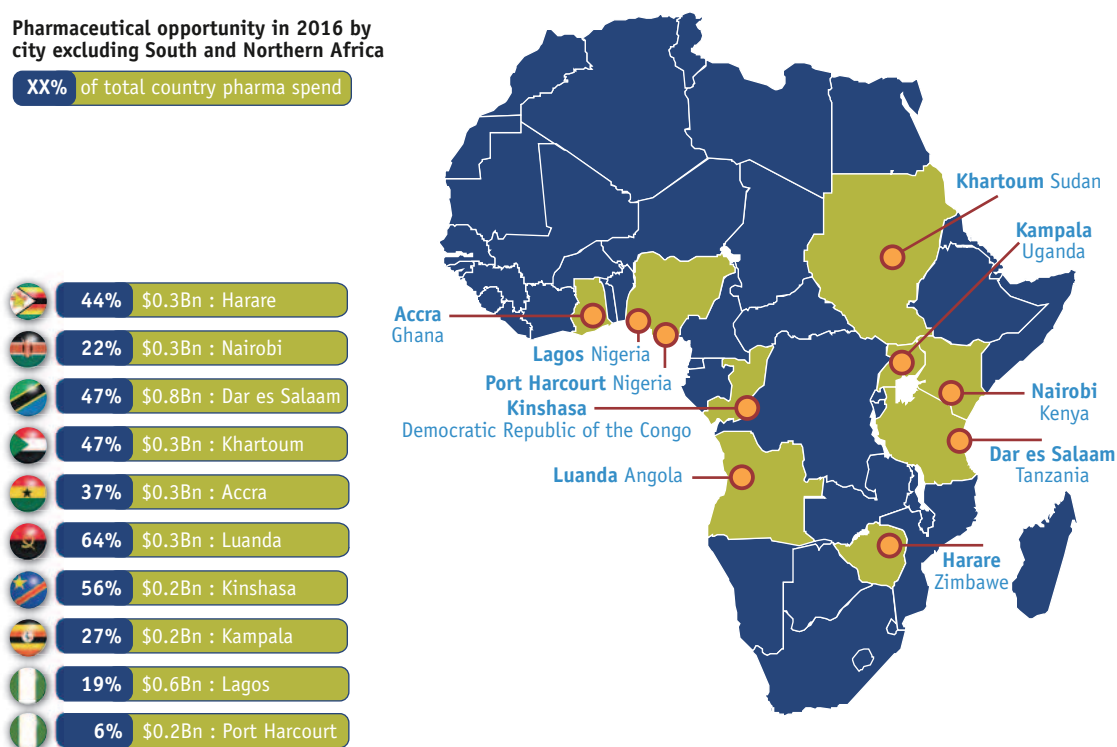 Pharmaceutical opportunity in 2016 by
city excluding South and Northern Africa
XX% of total country pharma spend
44% $0.3Bn : Harare
22% $0.3Bn : Nairobi
47% $0.8Bn : Dar es Salaam
47% $0.3Bn : Khartoum
37% $0.3Bn : Accra
64% $0.3Bn : Luanda
56% $0.2Bn : Kinshasa
27% $0.2Bn : Kampala
19% $0.6Bn : Lagos
6% $0.2Bn : Port Harcourt
Khartoum Sudan
Kampala
Uganda
Accra
Ghana
Lagos Nigeria
Port Harcourt Nigeria
Kinshasa
Democratic Republic of the Congo
Nairobi
Kenya
Luanda Angola
Dar es Salaam
Tanzania
Harare
Zimbawe